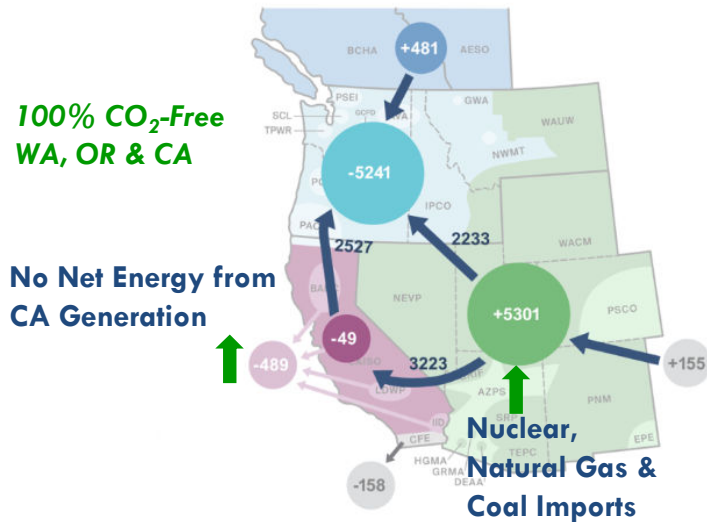 +481
BCHA
AESO
100% CO₂-Free
WA, OR & CA
PSEI
SCL
GCPD
GWA
TPWR
WAUW
NWMT
-5241
IPCO
2527
2233
WACM
No Net Energy from
CA Generation
NEVP
PSCO
+5301
-49
-489
3223
+155
AZPS
PNM
SRP
IID
CFE
Nuclear,
EPE
HGMA
GRMA
TEPC
Natural Gas &
DEAA
-158
Coal Imports